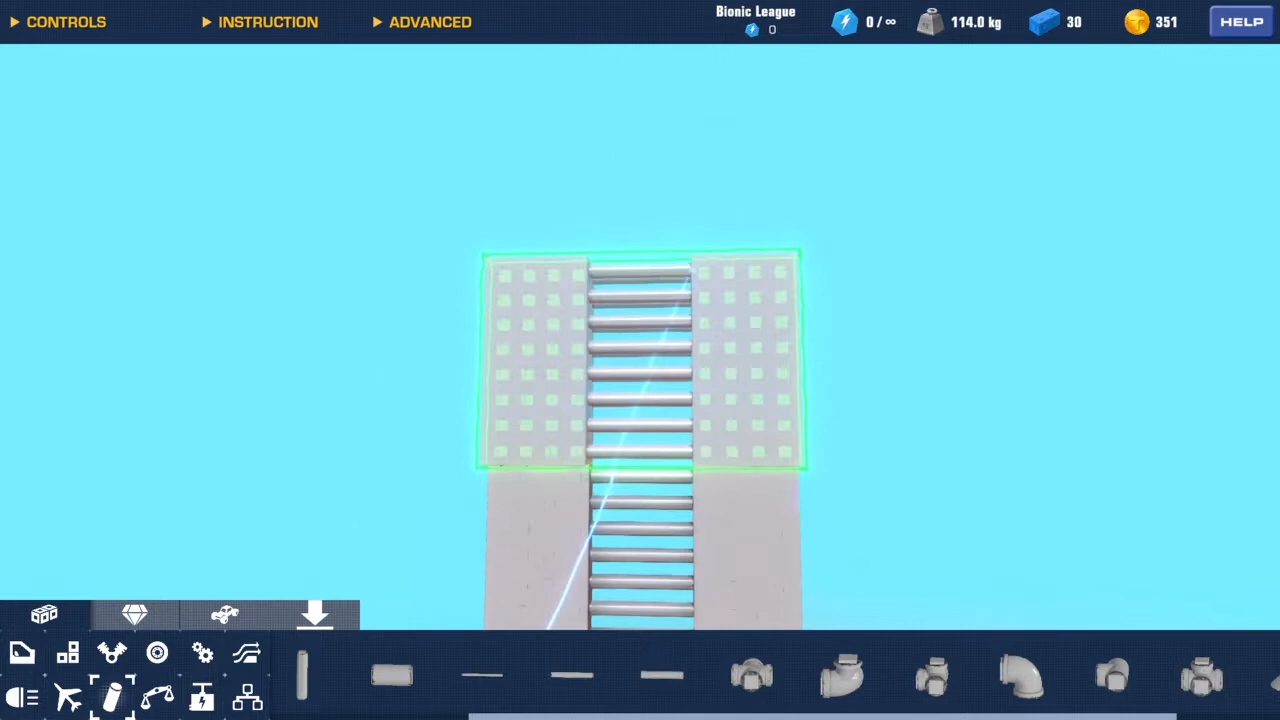 CONTROLS INSTRUCTION ADVANCED Bionic League 0 / ∞ 114.0 kg 30 351 HELP
0